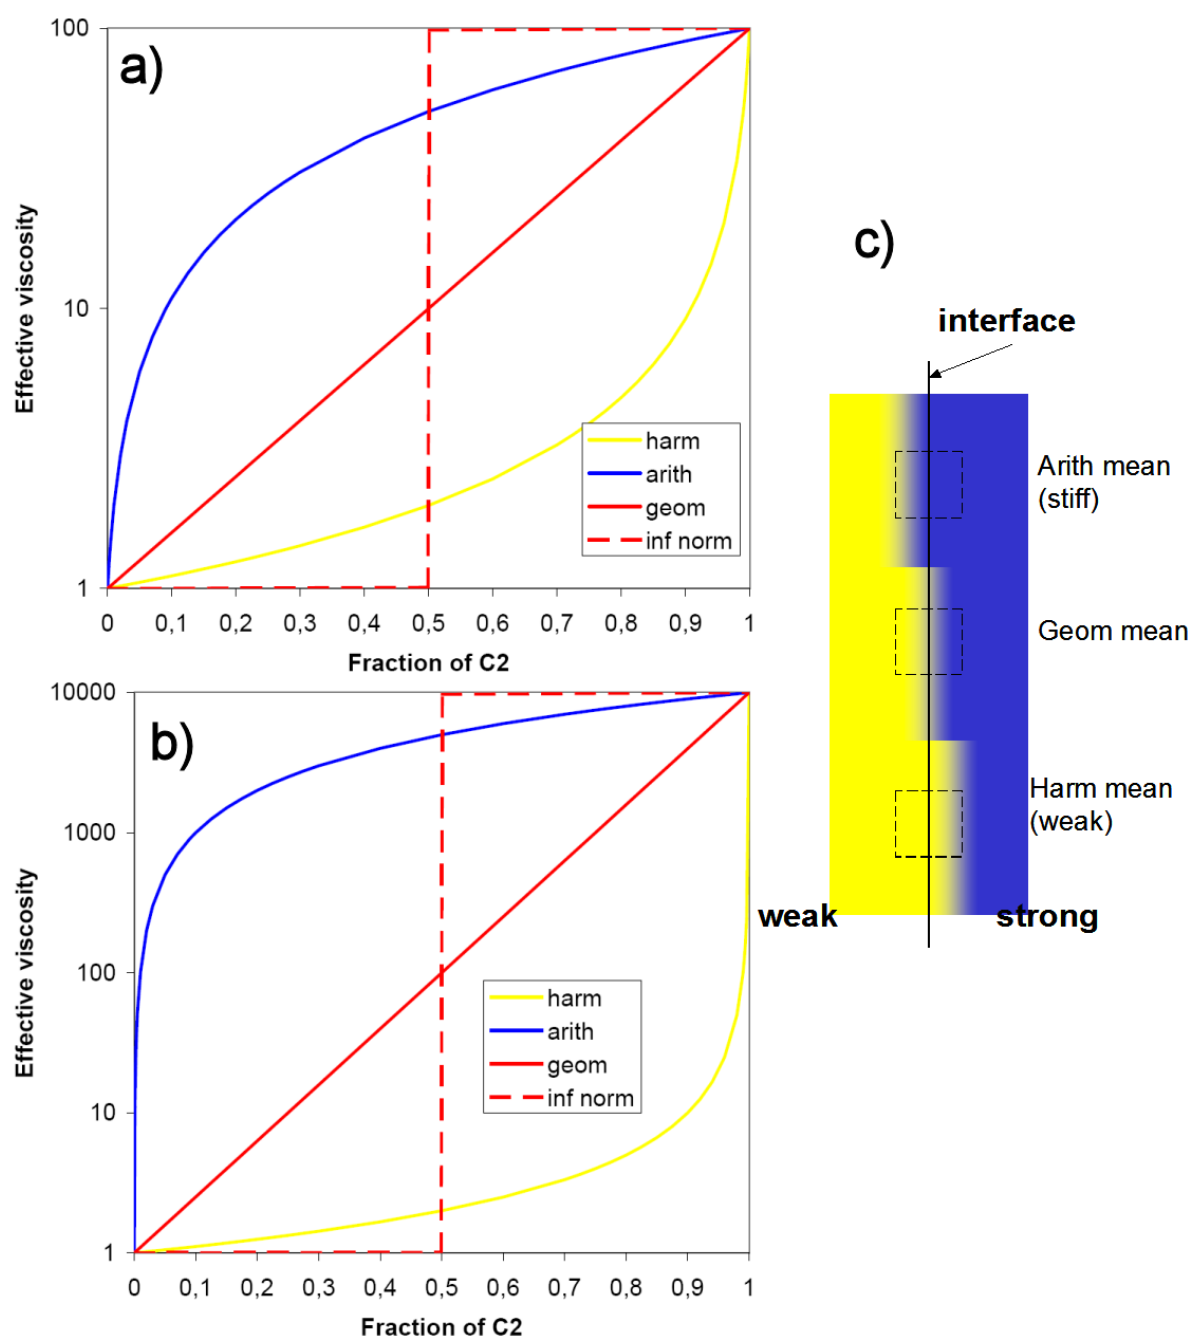 a)
100
10
1
Effective viscosity
harm
arith
geom
inf norm
0 0,1 0,2 0,3 0,4 0,5 0,6 0,7 0,8 0,9 1
Fraction of C2
b)
10000
1000
100
10
1
Effective viscosity
harm
arith
geom
inf norm
0 0,1 0,2 0,3 0,4 0,5 0,6 0,7 0,8 0,9 1
Fraction of C2
c)
interface
Arith mean
(stiff)
Geom mean
Harm mean
(weak)
weak
strong